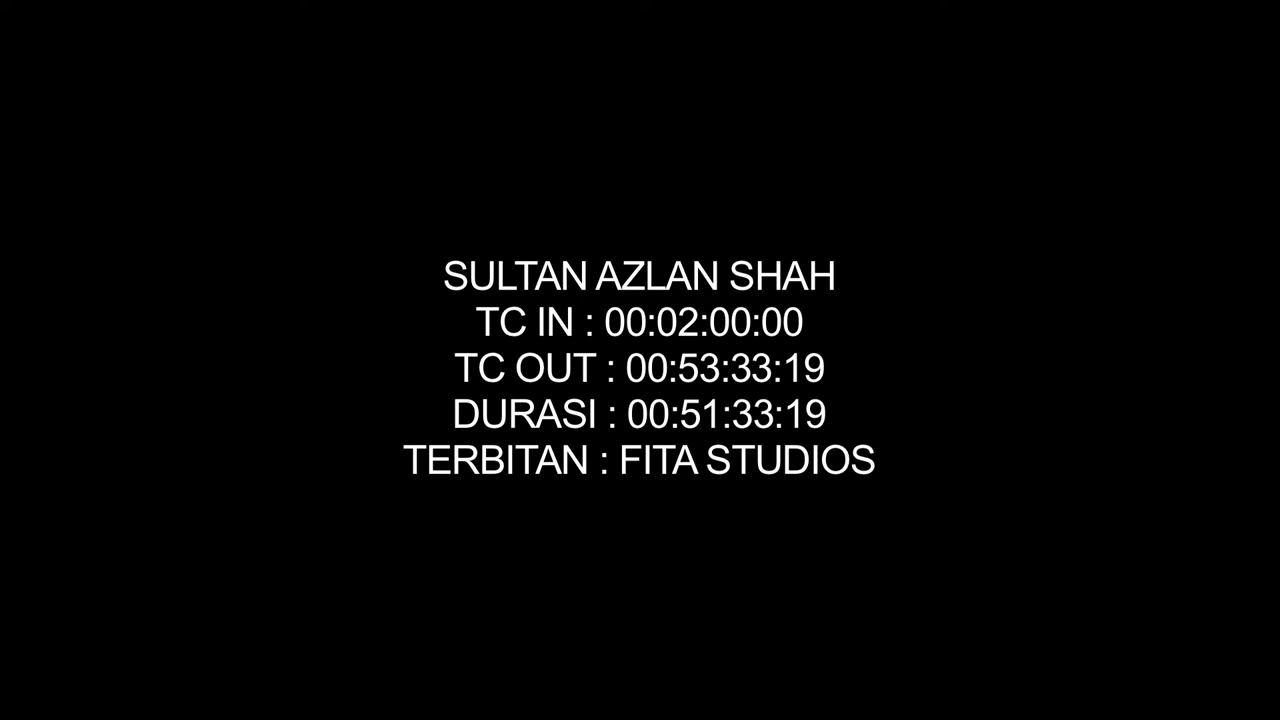 SULTAN AZLAN SHAH
TC IN : 00:02:00:00
TC OUT : 00:53:33:19
DURASI : 00:51:33:19
TERBITAN : FITA STUDIOS